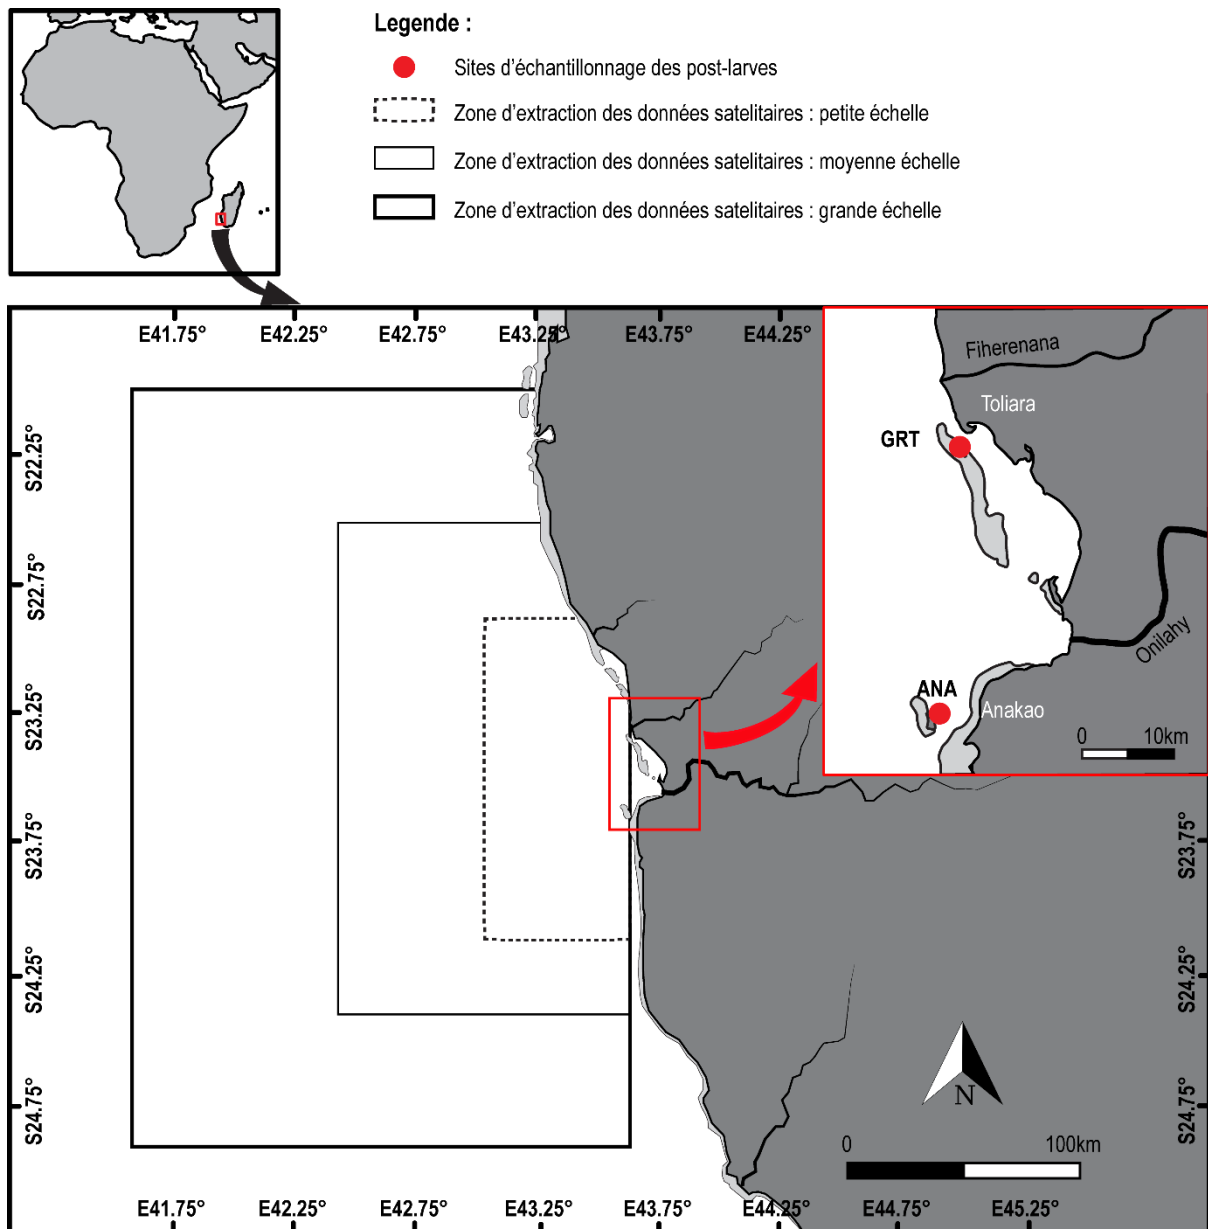 Legende :
Sites d'échantillonnage des post-larves
Zone d'extraction des données satelitaires : petite échelle
Zone d'extraction des données satelitaires : moyenne échelle
Zone d'extraction des données satelitaires : grande échelle
E41.75° E42.25° E42.75° E43.25° E43.75° E44.25°
Fiherenana
Toliara
GRT
Onilahy
ANA
Anakao
0 10km
S22.25°
S22.75°
S23.25°
S23.75° S23.75°
S24.25° S24.25°
S24.75° S24.75°
N
0 100km
E41.75° E42.25° E42.75° E43.25° E43.75° E44.25° E44.75° E45.25°